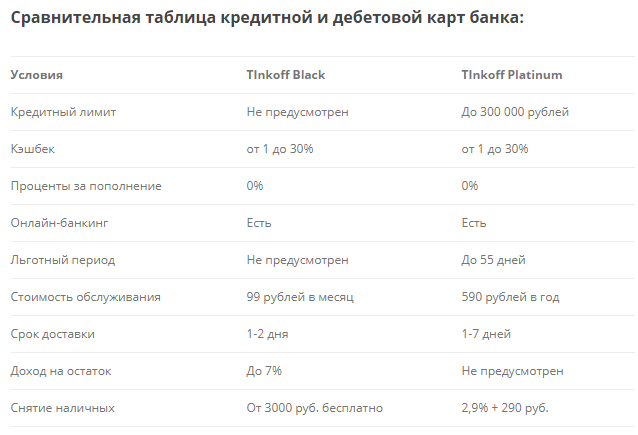 Сравнительная таблица кредитной и дебетовой карт банка:
Условия TInkoff Black TInkoff Platinum
Кредитный лимит Не предусмотрен До 300 000 рублей
Кэшбек от 1 до 30% от 1 до 30%
Проценты за пополнение 0% 0%
Онлайн-банкинг Есть Есть
Льготный период Не предусмотрен До 55 дней
Стоимость обслуживания 99 рублей в месяц 590 рублей в год
Срок доставки 1-2 дня 1-7 дней
Доход на остаток До 7% Не предусмотрен
Снятие наличных От 3000 руб. бесплатно 2,9% + 290 руб.